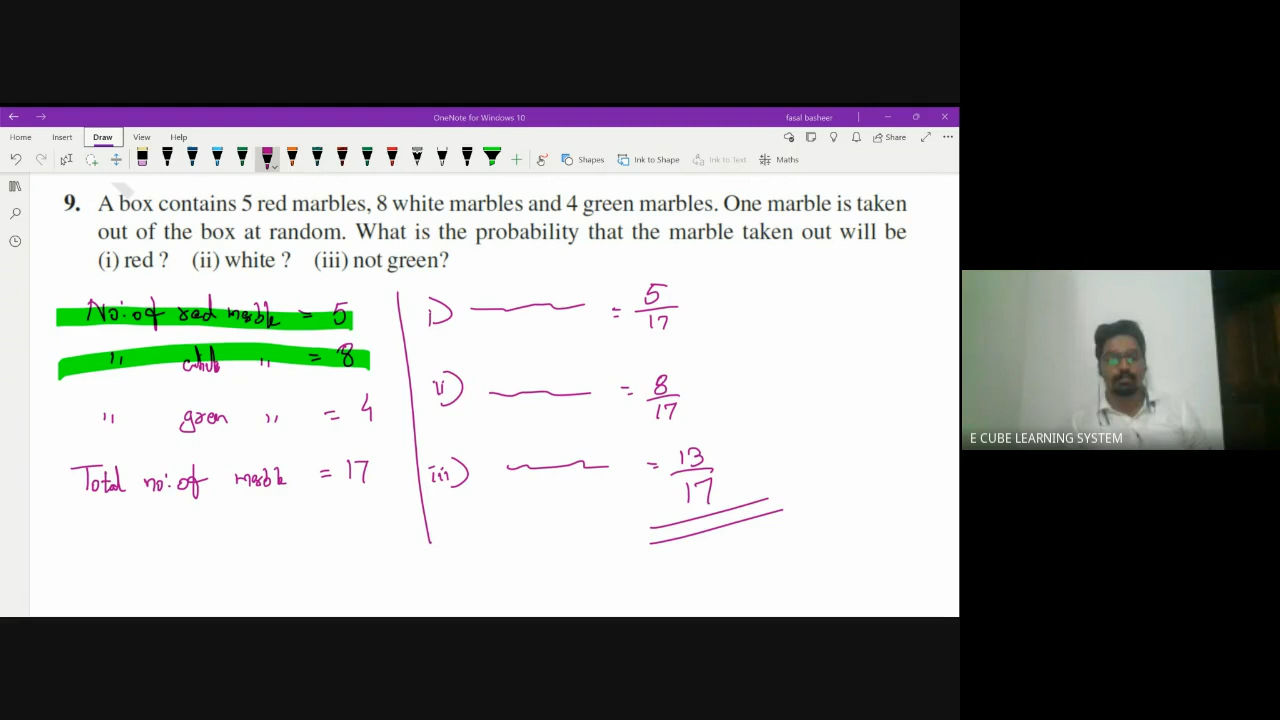 OneNote for Windows 10
fasal basheer
Home Insert Draw View Help
Share
Shapes Ink to Shape Ink to Text Maths
9. A box contains 5 red marbles, 8 white marbles and 4 green marbles. One marble is taken
out of the box at random. What is the probability that the marble taken out will be
(i) red ? (ii) white ? (iii) not green?
No: of red marble = 5
" white " = 8
" green " = 4
Total no: of marble = 17
i) = 5/17
ii) = 8/17
iii) = 13/17
E CUBE LEARNING SYSTEM